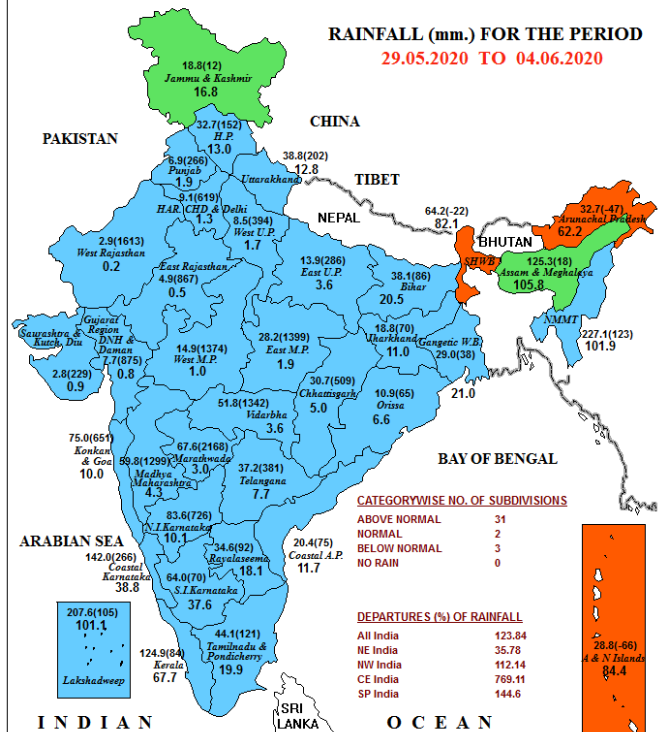 RAINFALL (mm.) FOR THE PERIOD
29.05.2020 TO 04.06.2020
18.8(12)
Jammu & Kashmir
16.8
CHINA
PAKISTAN
32.7(152)
H.P.
13.0
38.8(202)
12.8
Uttarakhand
TIBET
6.9(266)
Punjab
1.9
9.1(619)
HAR. CHD & Delhi
1.3
8.5(394)
West U.P.
1.7
NEPAL
64.2(-22)
82.1
SHWB
BHUTAN
32.7(-47)
Arunachal Pradesh
62.2
125.3(18)
Assam & Meghalaya
105.8
NMMT
227.1(123)
101.9
2.9(1613)
West Rajasthan
0.2
East Rajasthan
4.9(867)
0.5
13.9(286)
East U.P.
3.6
38.1(86)
Bihar
20.5
Saurashtra &
Kutch, Diu
2.8(229)
0.9
Gujarat
Region
DNH &
Daman
7.7(875)
0.8
14.9(1374)
West M.P.
1.0
28.2(1399)
East M.P.
1.9
18.8(70)
Jharkhand
11.0
Gangetic W.B.
29.0(38)
21.0
30.7(509)
Chhattisgarh
5.0
10.9(65)
Orissa
6.6
51.8(1342)
Vidarbha
3.6
75.0(651)
Konkan
& Goa
10.0
67.6(2168)
Marathwada
3.0
59.8(1299)
Madhya
Maharashtra
4.3
37.2(381)
Telangana
7.7
BAY OF BENGAL
83.6(726)
N.I.Karnataka
10.1
ARABIAN SEA
142.0(266)
Coastal
Karnataka
38.8
34.6(92)
Rayalaseema
18.1
20.4(75)
Coastal A.P.
11.7
64.0(70)
S.I.Karnataka
37.6
CATEGORYWISE NO. OF SUBDIVISIONS
ABOVE NORMAL 31
NORMAL 2
BELOW NORMAL 3
NO RAIN 0
207.6(105)
101.1
Lakshadweep
124.9(84)
Kerala
67.7
44.1(121)
Tamilnadu &
Pondicherry
19.9
DEPARTURES (%) OF RAINFALL
All India 123.84
NE India 35.78
NW India 112.14
CE India 769.11
SP India 144.6
28.8(-66)
A & N Islands
84.4
SRI
LANKA
INDIAN OCEAN